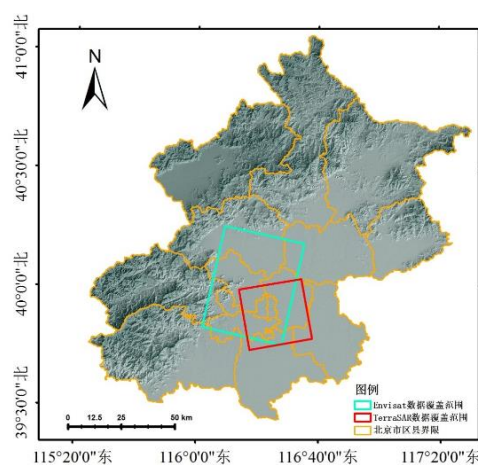 N
41°0'0"北
40°30'0"北
40°0'0"北
39°30'0"北
图例
Envisat数据覆盖范围
TerraSAR数据覆盖范围
北京市区县界限
0 12.5 25 50 km
115°20'0"东 116°0'0"东 116°40'0"东 117°20'0"东